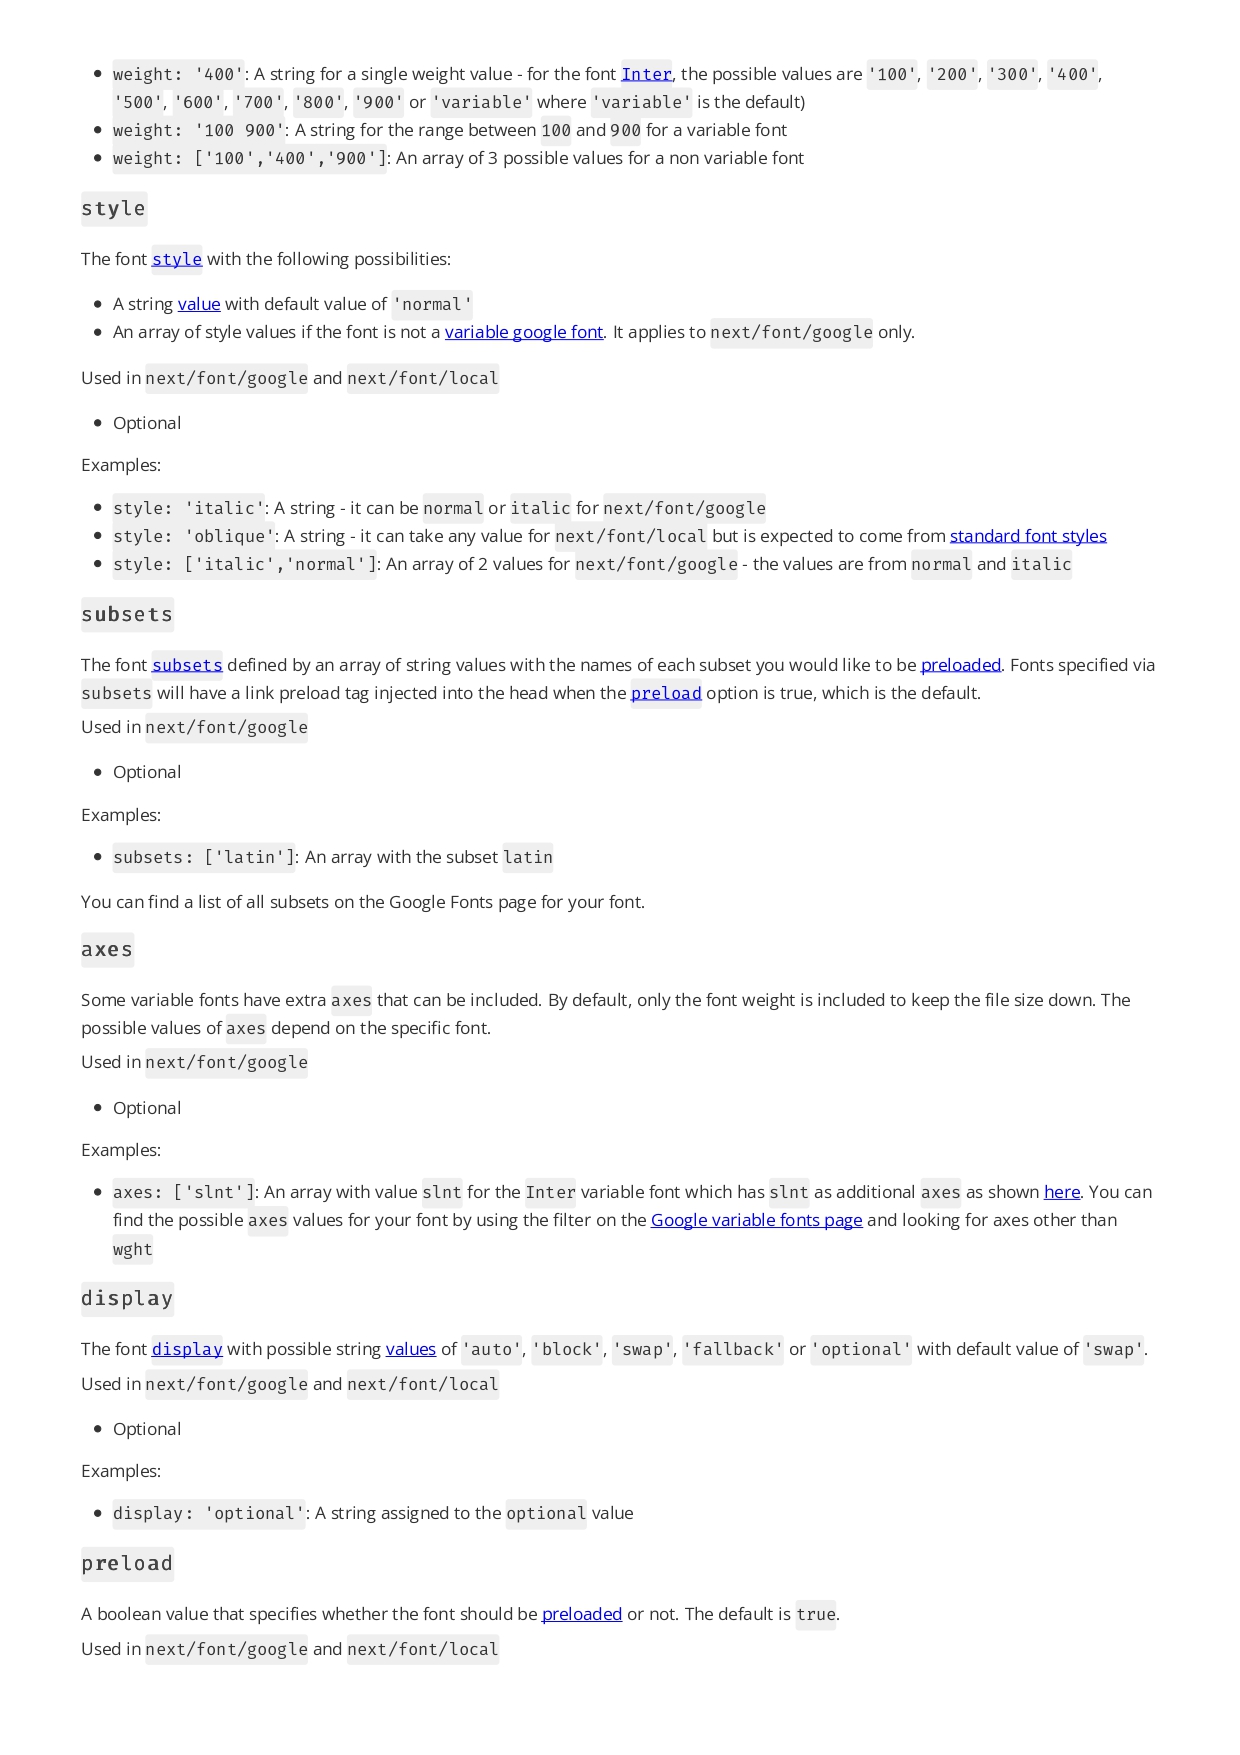 • weight: '400': A string for a single weight value - for the font Inter, the possible values are '100', '200', '300', '400',
'500', '600', '700', '800', '900' or 'variable' where 'variable' is the default)
• weight: '100 900': A string for the range between 100 and 900 for a variable font
• weight: ['100','400','900']: An array of 3 possible values for a non variable font
style
The font style with the following possibilities:
• A string value with default value of 'normal'
• An array of style values if the font is not a variable google font. It applies to next/font/google only.
Used in next/font/google and next/font/local
• Optional
Examples:
• style: 'italic': A string - it can be normal or italic for next/font/google
• style: 'oblique': A string - it can take any value for next/font/local but is expected to come from standard font styles
• style: ['italic','normal']: An array of 2 values for next/font/google - the values are from normal and italic
subsets
The font subsets defined by an array of string values with the names of each subset you would like to be preloaded. Fonts specified via
subsets will have a link preload tag injected into the head when the preload option is true, which is the default.
Used in next/font/google
• Optional
Examples:
• subsets: ['latin']: An array with the subset latin
You can find a list of all subsets on the Google Fonts page for your font.
axes
Some variable fonts have extra axes that can be included. By default, only the font weight is included to keep the file size down. The
possible values of axes depend on the specific font.
Used in next/font/google
• Optional
Examples:
• axes: ['slnt']: An array with value slnt for the Inter variable font which has slnt as additional axes as shown here. You can
find the possible axes values for your font by using the filter on the Google variable fonts page and looking for axes other than
wght
display
The font display with possible string values of 'auto', 'block', 'swap', 'fallback' or 'optional' with default value of 'swap'.
Used in next/font/google and next/font/local
• Optional
Examples:
• display: 'optional': A string assigned to the optional value
preload
A boolean value that specifies whether the font should be preloaded or not. The default is true.
Used in next/font/google and next/font/local